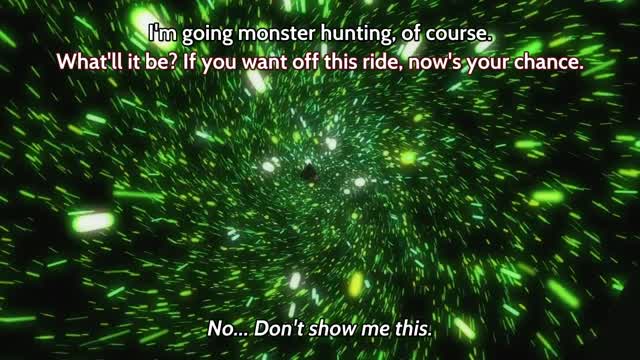 I'm going monster hunting, of course.
What'll it be? If you want off this ride, now's your chance.
No... Don't show me this.